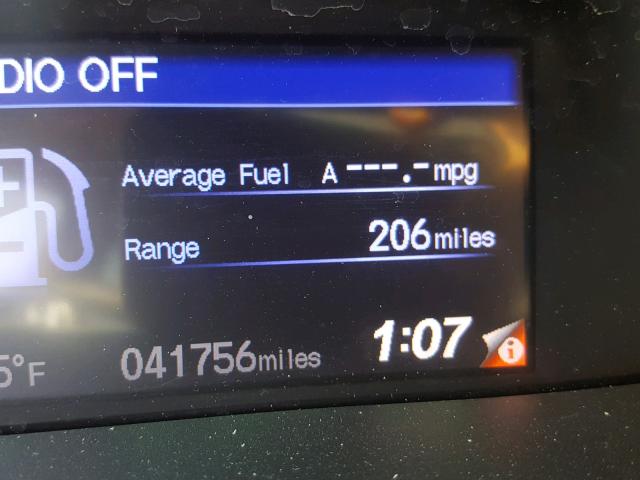 DIO OFF
Average Fuel A ---.- mpg
Range 206 miles
5°F 041756 miles 1:07 i